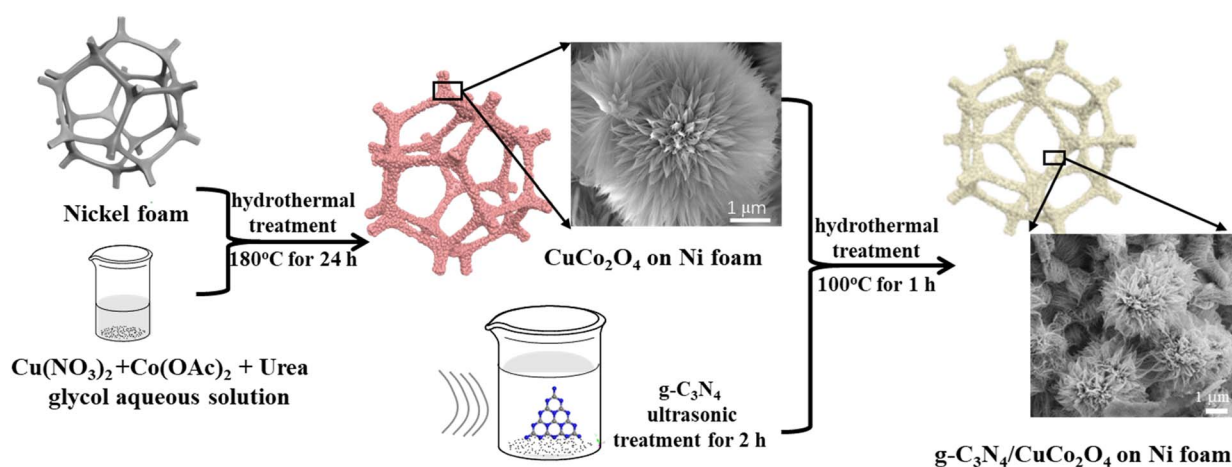 Nickel foam
hydrothermal
treatment
180°C for 24 h
Cu(NO₃)₂ +Co(OAc)₂ + Urea
glycol aqueous solution
1 μm
CuCo₂O₄ on Ni foam
g-C₃N₄
ultrasonic
treatment for 2 h
hydrothermal
treatment
100°C for 1 h
1 μm
g-C₃N₄/CuCo₂O₄ on Ni foam